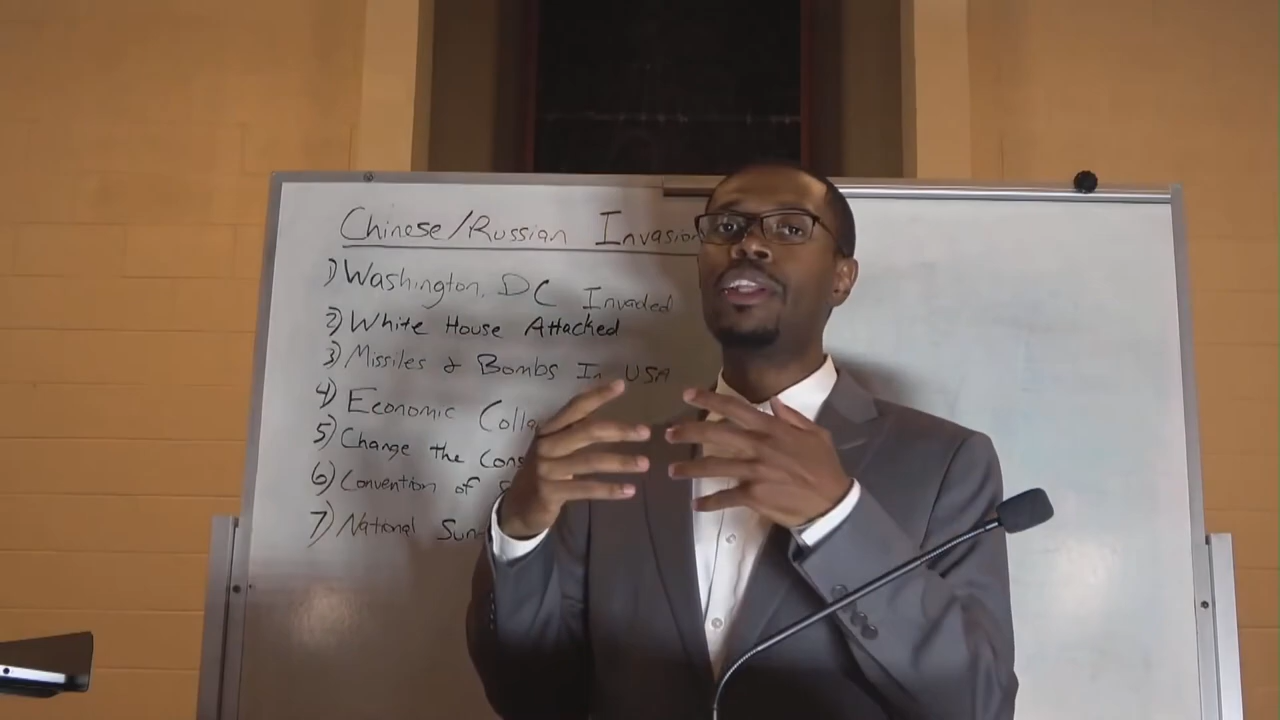 Chinese/Russian Invasion
1) Washington, DC Invaded
2) White House Attacked
3) Missiles & Bombs In USA
4) Economic
5) Change the
6) Convention of
7) National